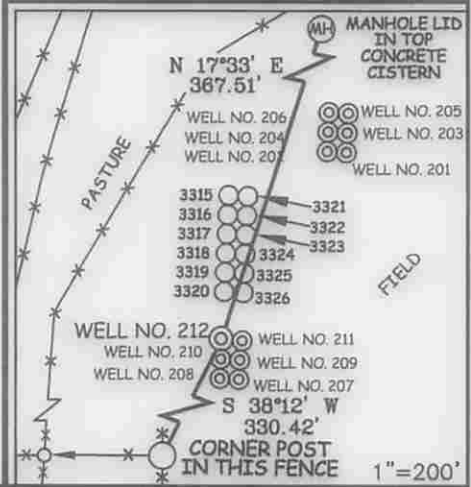 MH
MANHOLE LID
IN TOP
CONCRETE
CISTERN
N 17°33' E
367.51'
WELL NO. 206
WELL NO. 204
WELL NO. 202
WELL NO. 205
WELL NO. 203
WELL NO. 201
PASTURE
3315
3316
3317
3318
3319
3320
3321
3322
3323
3324
3325
3326
FIELD
WELL NO. 212
WELL NO. 210
WELL NO. 208
WELL NO. 211
WELL NO. 209
WELL NO. 207
S 38°12' W
330.42'
CORNER POST
IN THIS FENCE
1"=200'